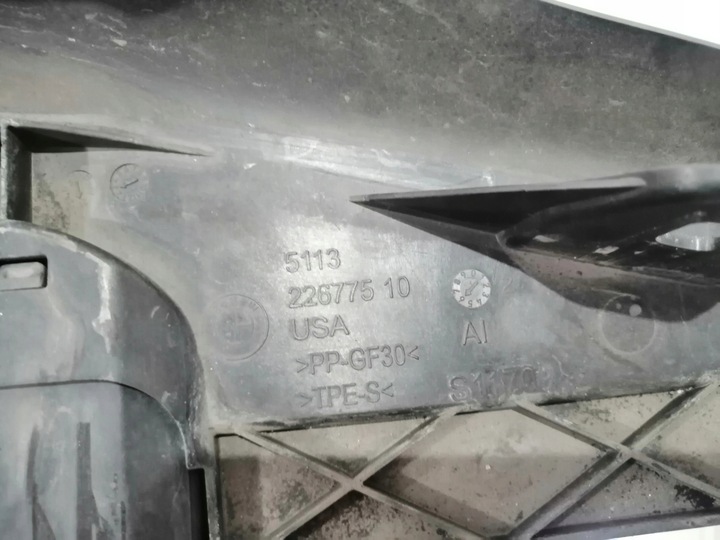 5113
226775 10
USA
>PP-GF30<
>TPE-S<
AI